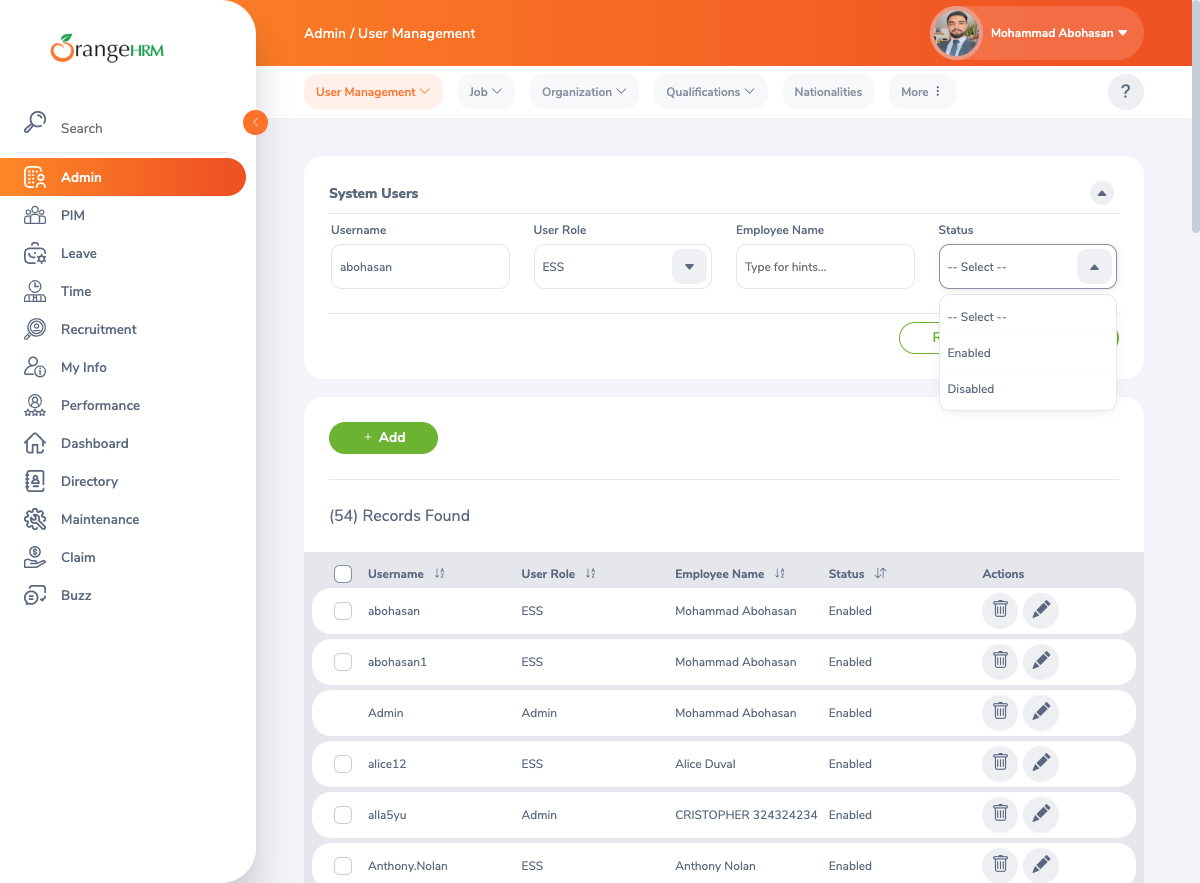 OrangeHRM
Admin / User Management
Mohammad Abohasan
User Management
Job
Organization
Qualifications
Nationalities
More
?
Search
Admin
PIM
Leave
Time
Recruitment
My Info
Performance
Dashboard
Directory
Maintenance
Claim
Buzz
System Users
Username
User Role
Employee Name
Status
abohasan
ESS
Type for hints...
-- Select --
-- Select --
Enabled
Disabled
R
+ Add
(54) Records Found
Username User Role Employee Name Status Actions
abohasan ESS Mohammad Abohasan Enabled
abohasan1 ESS Mohammad Abohasan Enabled
Admin Admin Mohammad Abohasan Enabled
alice12 ESS Alice Duval Enabled
alla5yu Admin CRISTOPHER 324324234 Enabled
Anthony.Nolan ESS Anthony Nolan Enabled